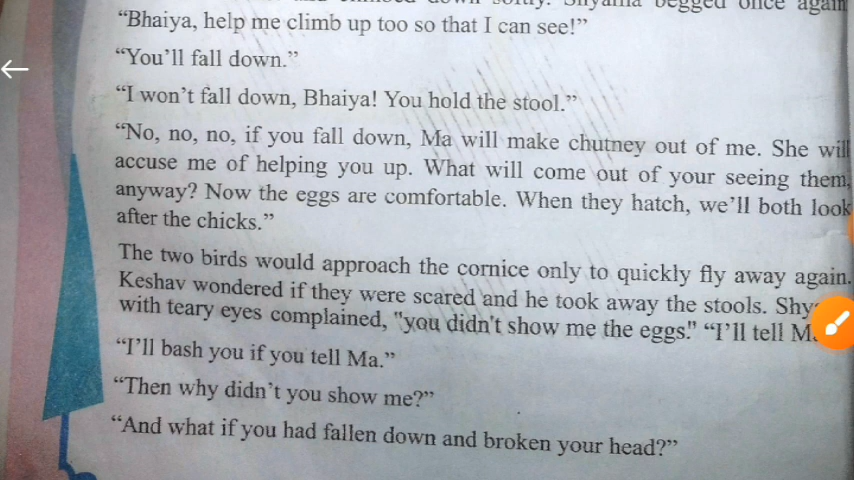 down softly. Shyama begged once again
“Bhaiya, help me climb up too so that I can see!”
“You’ll fall down.”
“I won’t fall down, Bhaiya! You hold the stool.”
“No, no, no, if you fall down, Ma will make chutney out of me. She will
accuse me of helping you up. What will come out of your seeing them,
anyway? Now the eggs are comfortable. When they hatch, we’ll both look
after the chicks.”
The two birds would approach the cornice only to quickly fly away again.
Keshav wondered if they were scared and he took away the stools.
with teary eyes complained, "you didn't show me the eggs." “I’ll tell
“I’ll bash you if you tell Ma.”
“Then why didn’t you show me?”
“And what if you had fallen down and broken your head?”